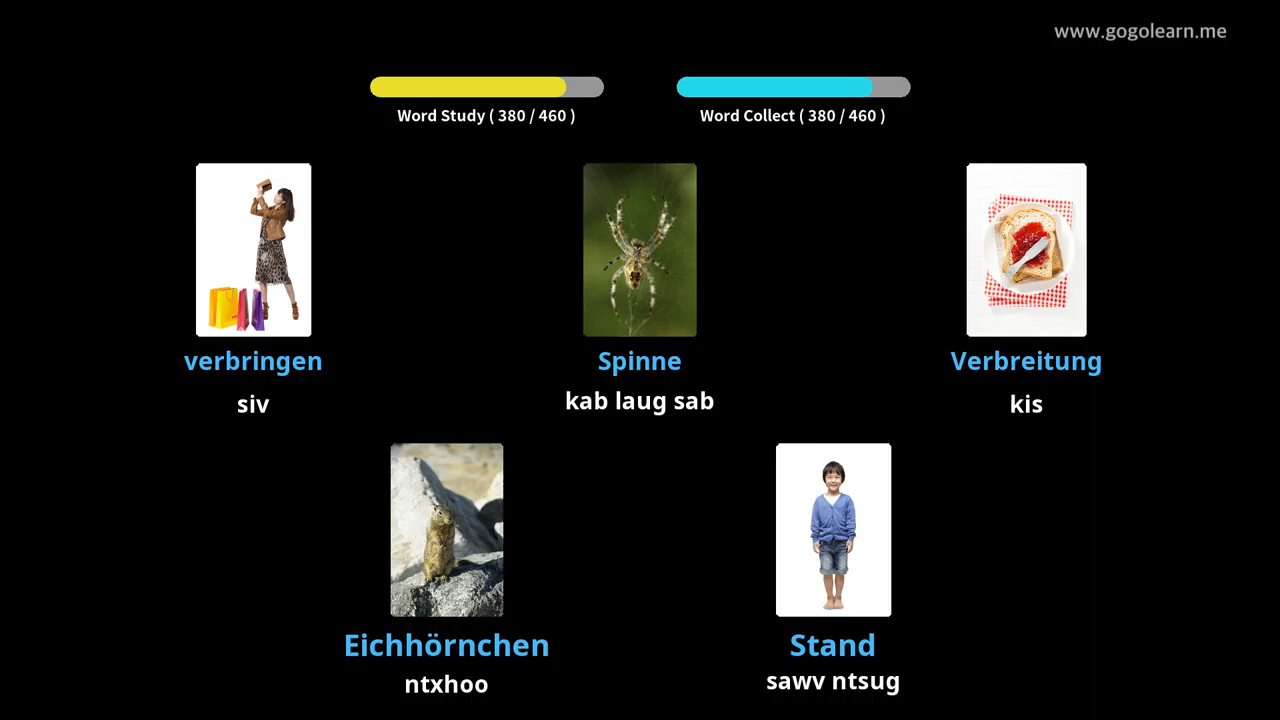 www.gogolearn.me
Word Study ( 380 / 460 )
Word Collect ( 380 / 460 )
verbringen
siv
Spinne
kab laug sab
Verbreitung
kis
Eichhörnchen
ntxhoo
Stand
sawv ntsug